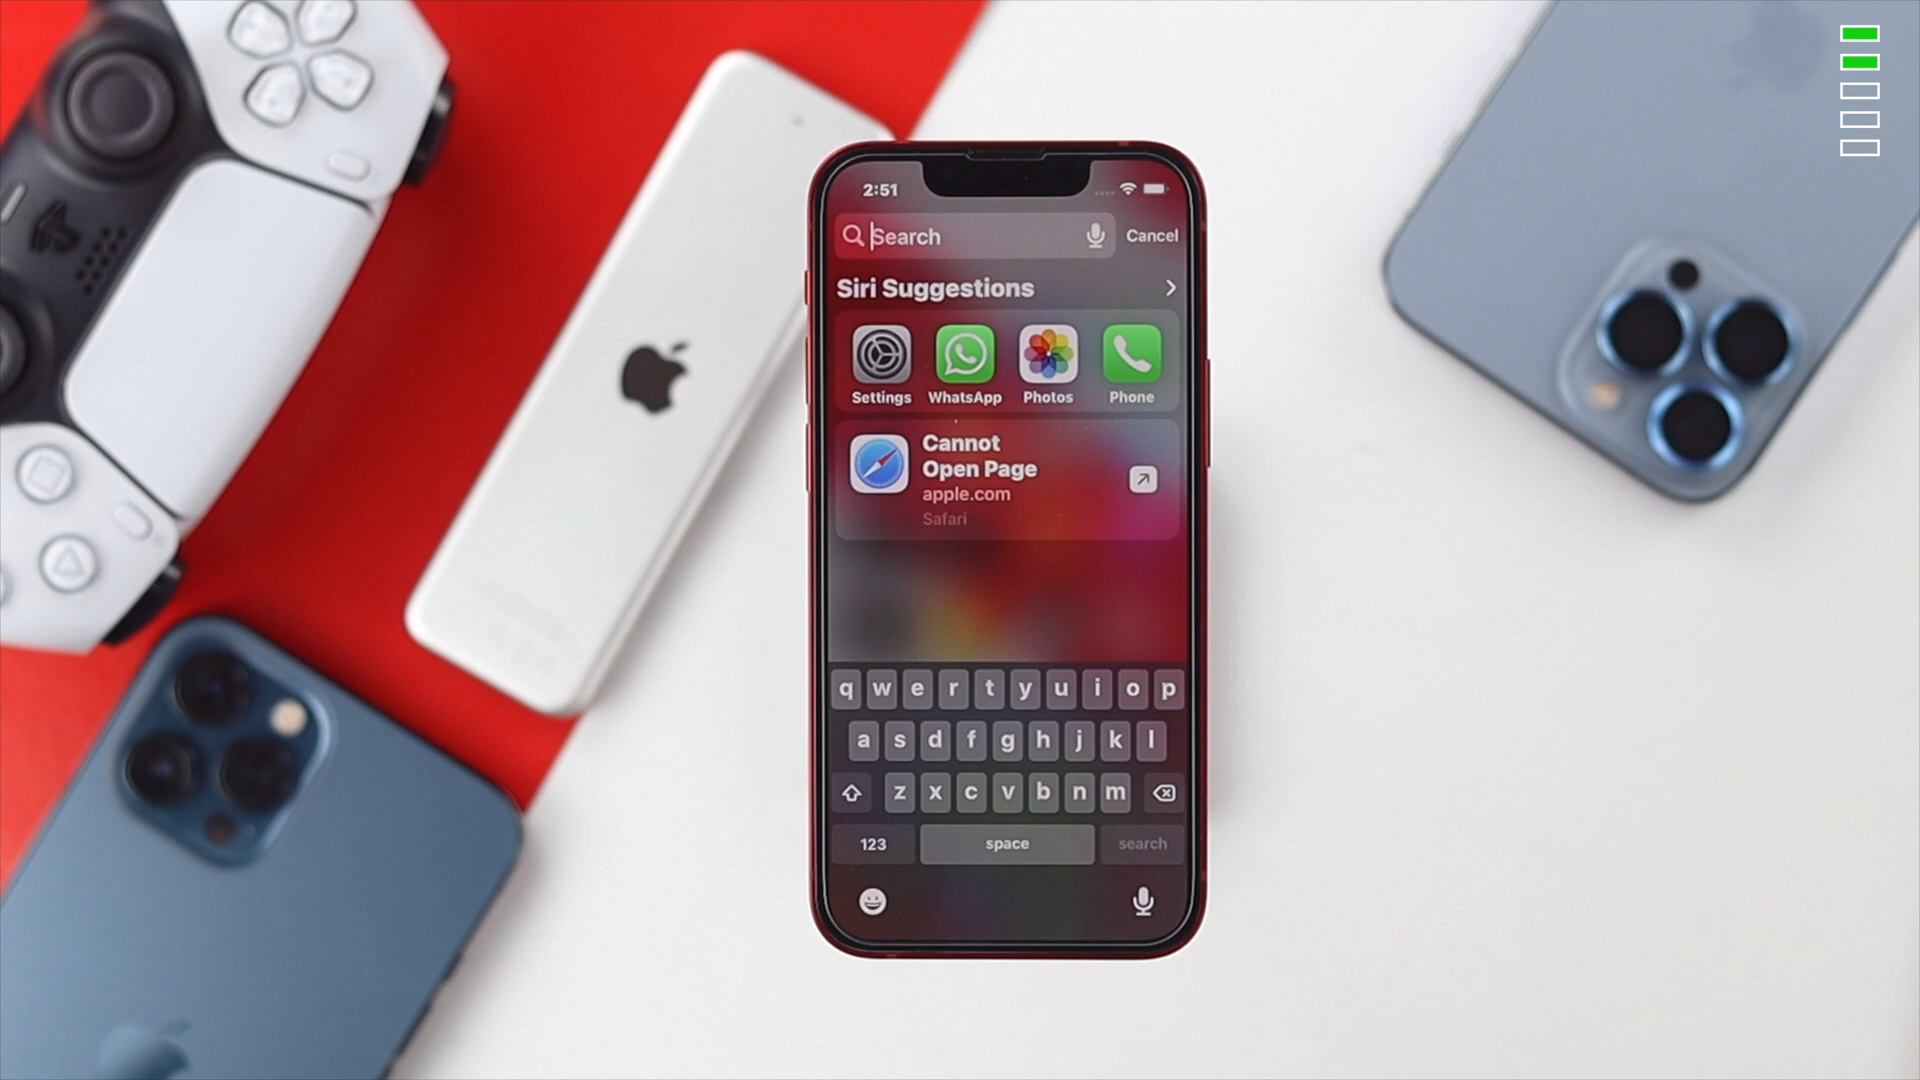 2:51
Search
Cancel
Siri Suggestions
Settings
WhatsApp
Photos
Phone
Cannot
Open Page
apple.com
Safari
q w e r t y u i o p
a s d f g h j k l
z x c v b n m
123
space
search